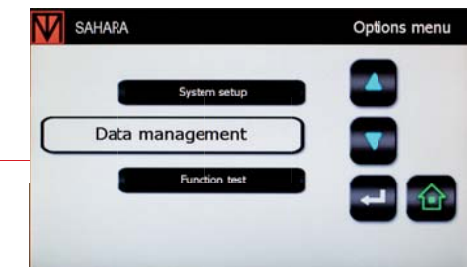 SAHARA Options menu
System setup
Data management
Function test